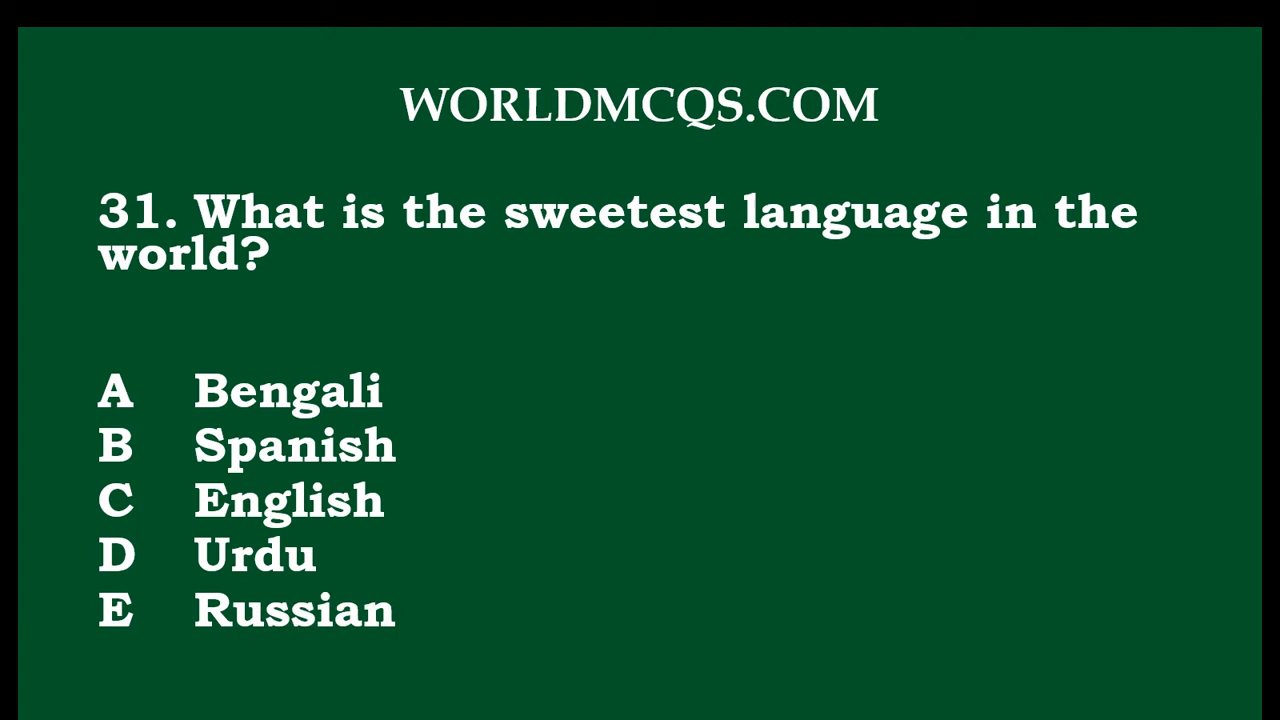 WORLDMCQS.COM
31. What is the sweetest language in the
world?
A Bengali
B Spanish
C English
D Urdu
E Russian